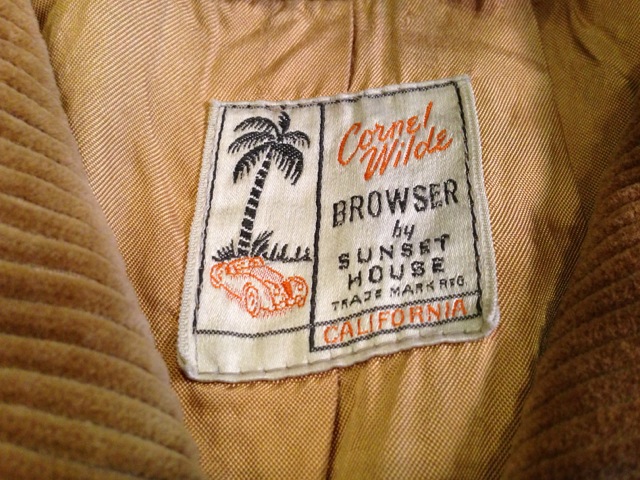 Cornel
Wilde
BROWSER
by
SUNSET
HOUSE
TRADE MARK REG.
CALIFORNIA